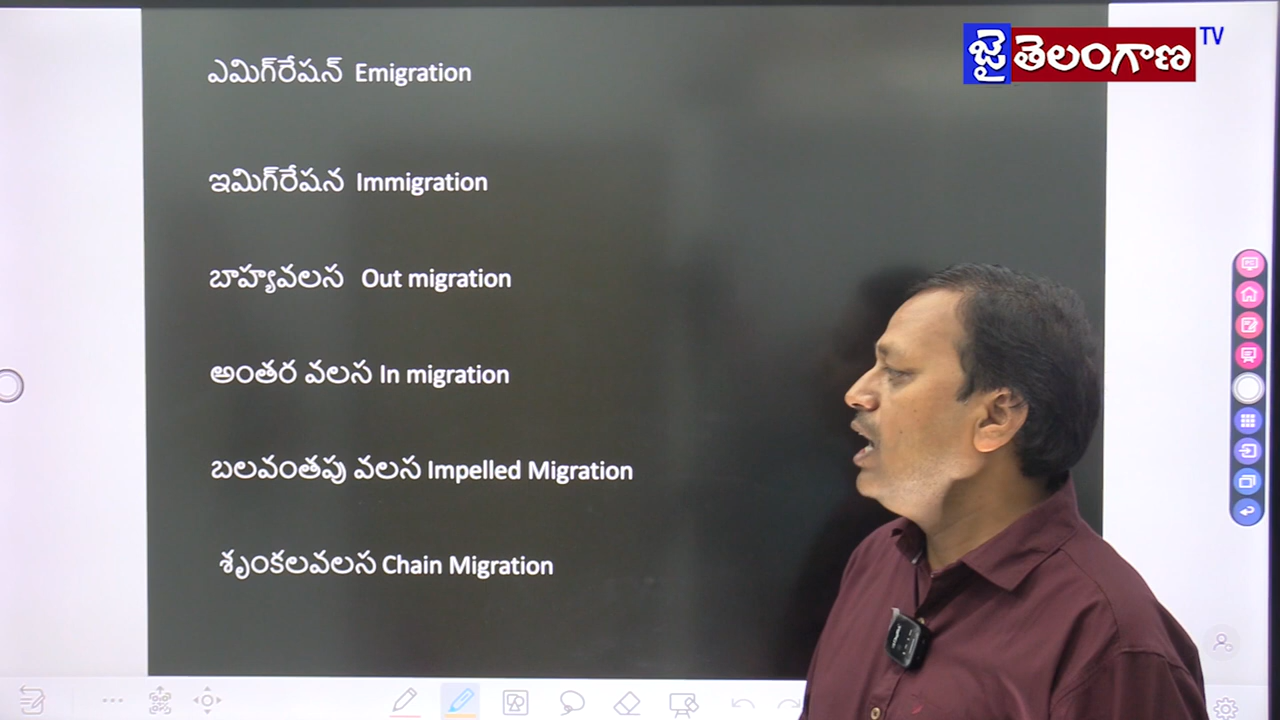 జై తెలంగాణ TV
ఎమిగ్‌రేషన్ Emigration
ఇమిగ్‌రేషన Immigration
బాహ్యవలస Out migration
అంతర వలస In migration
బలవంతపు వలస Impelled Migration
శృంకలవలస Chain Migration